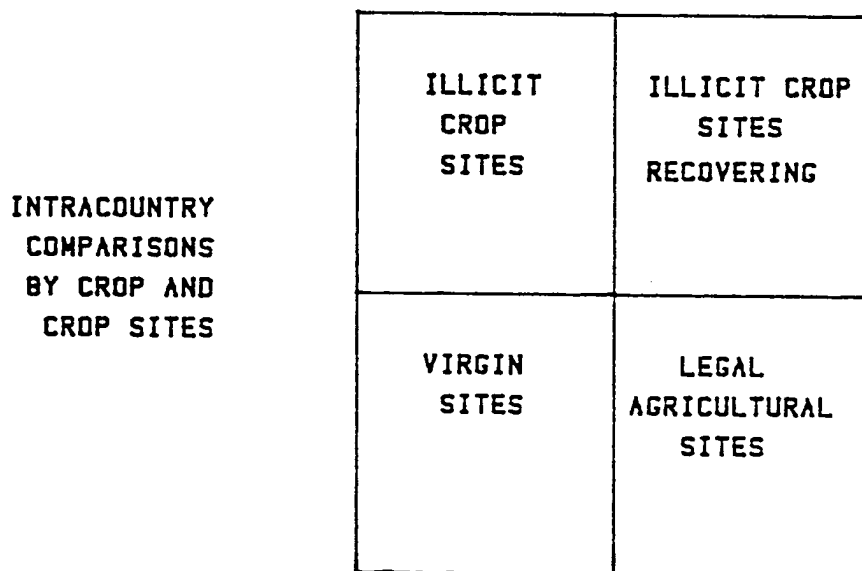 INTRACOUNTRY
COMPARISONS
BY CROP AND
CROP SITES
ILLICIT
CROP
SITES
ILLICIT CROP
SITES
RECOVERING
VIRGIN
SITES
LEGAL
AGRICULTURAL
SITES